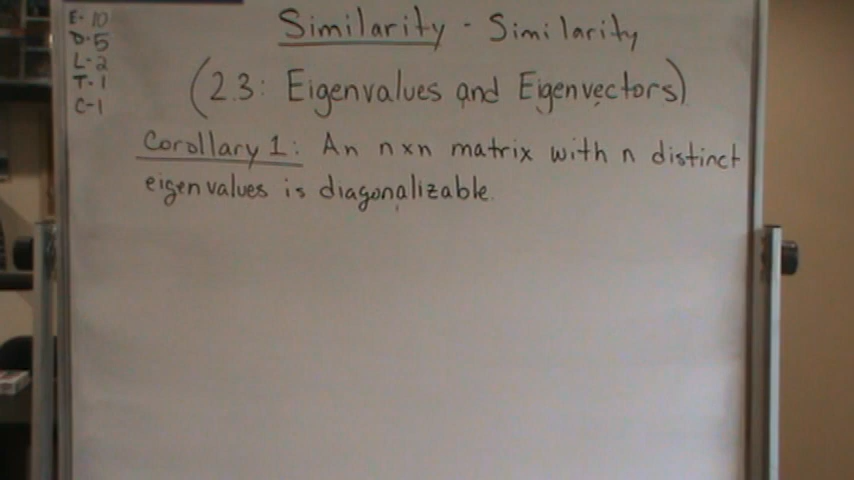 E-10
D-5
L-2
T-1
C-1
Similarity - Similarity
(2.3: Eigenvalues and Eigenvectors)
Corollary 1: An nxn matrix with n distinct
eigenvalues is diagonalizable.